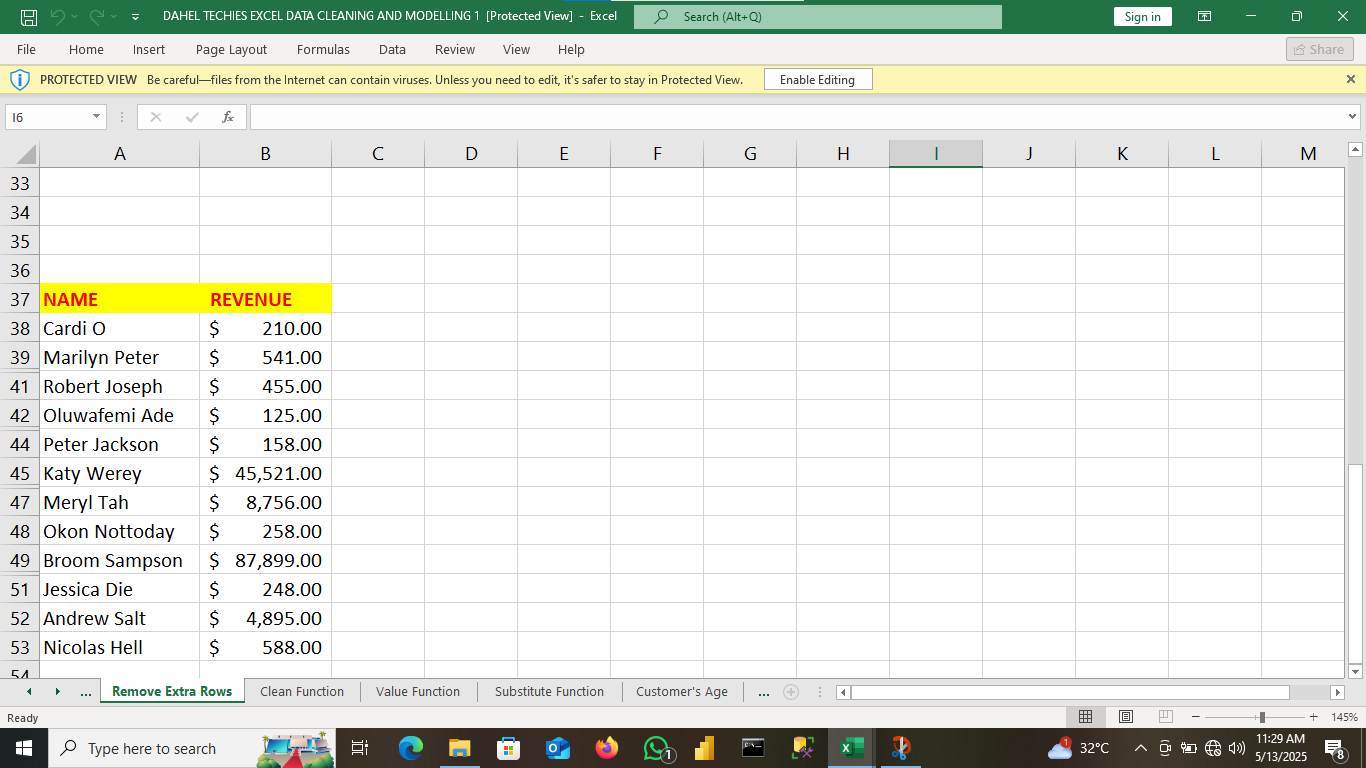 DAHEL TECHIES EXCEL DATA CLEANING AND MODELLING 1 [Protected View] - Excel
Search (Alt+Q)
Sign in
File Home Insert Page Layout Formulas Data Review View Help Share
PROTECTED VIEW Be careful—files from the Internet can contain viruses. Unless you need to edit, it's safer to stay in Protected View. Enable Editing
I6 fx
A B C D E F G H I J K L M
33
34
35
36
37 NAME REVENUE
38 Cardi O $ 210.00
39 Marilyn Peter $ 541.00
41 Robert Joseph $ 455.00
42 Oluwafemi Ade $ 125.00
44 Peter Jackson $ 158.00
45 Katy Werey $ 45,521.00
47 Meryl Tah $ 8,756.00
48 Okon Nottoday $ 258.00
49 Broom Sampson $ 87,899.00
51 Jessica Die $ 248.00
52 Andrew Salt $ 4,895.00
53 Nicolas Hell $ 588.00
54
... Remove Extra Rows Clean Function Value Function Substitute Function Customer's Age ...
Ready 145%
Type here to search 1 1 32°C 11:29 AM 8
5/13/2025